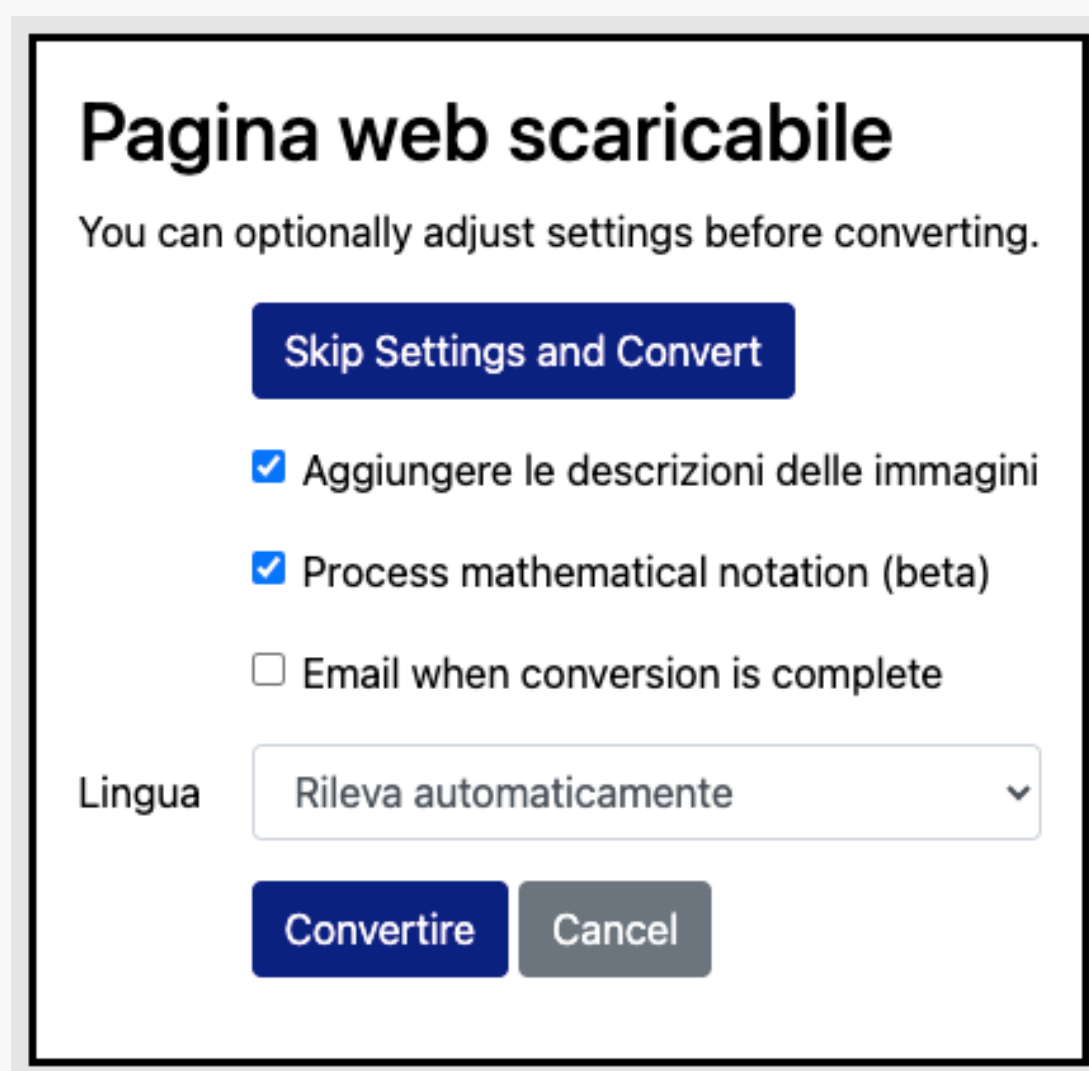 Pagina web scaricabile
You can optionally adjust settings before converting.
Skip Settings and Convert
Aggiungere le descrizioni delle immagini
Process mathematical notation (beta)
Email when conversion is complete
Lingua Rileva automaticamente
Convertire Cancel